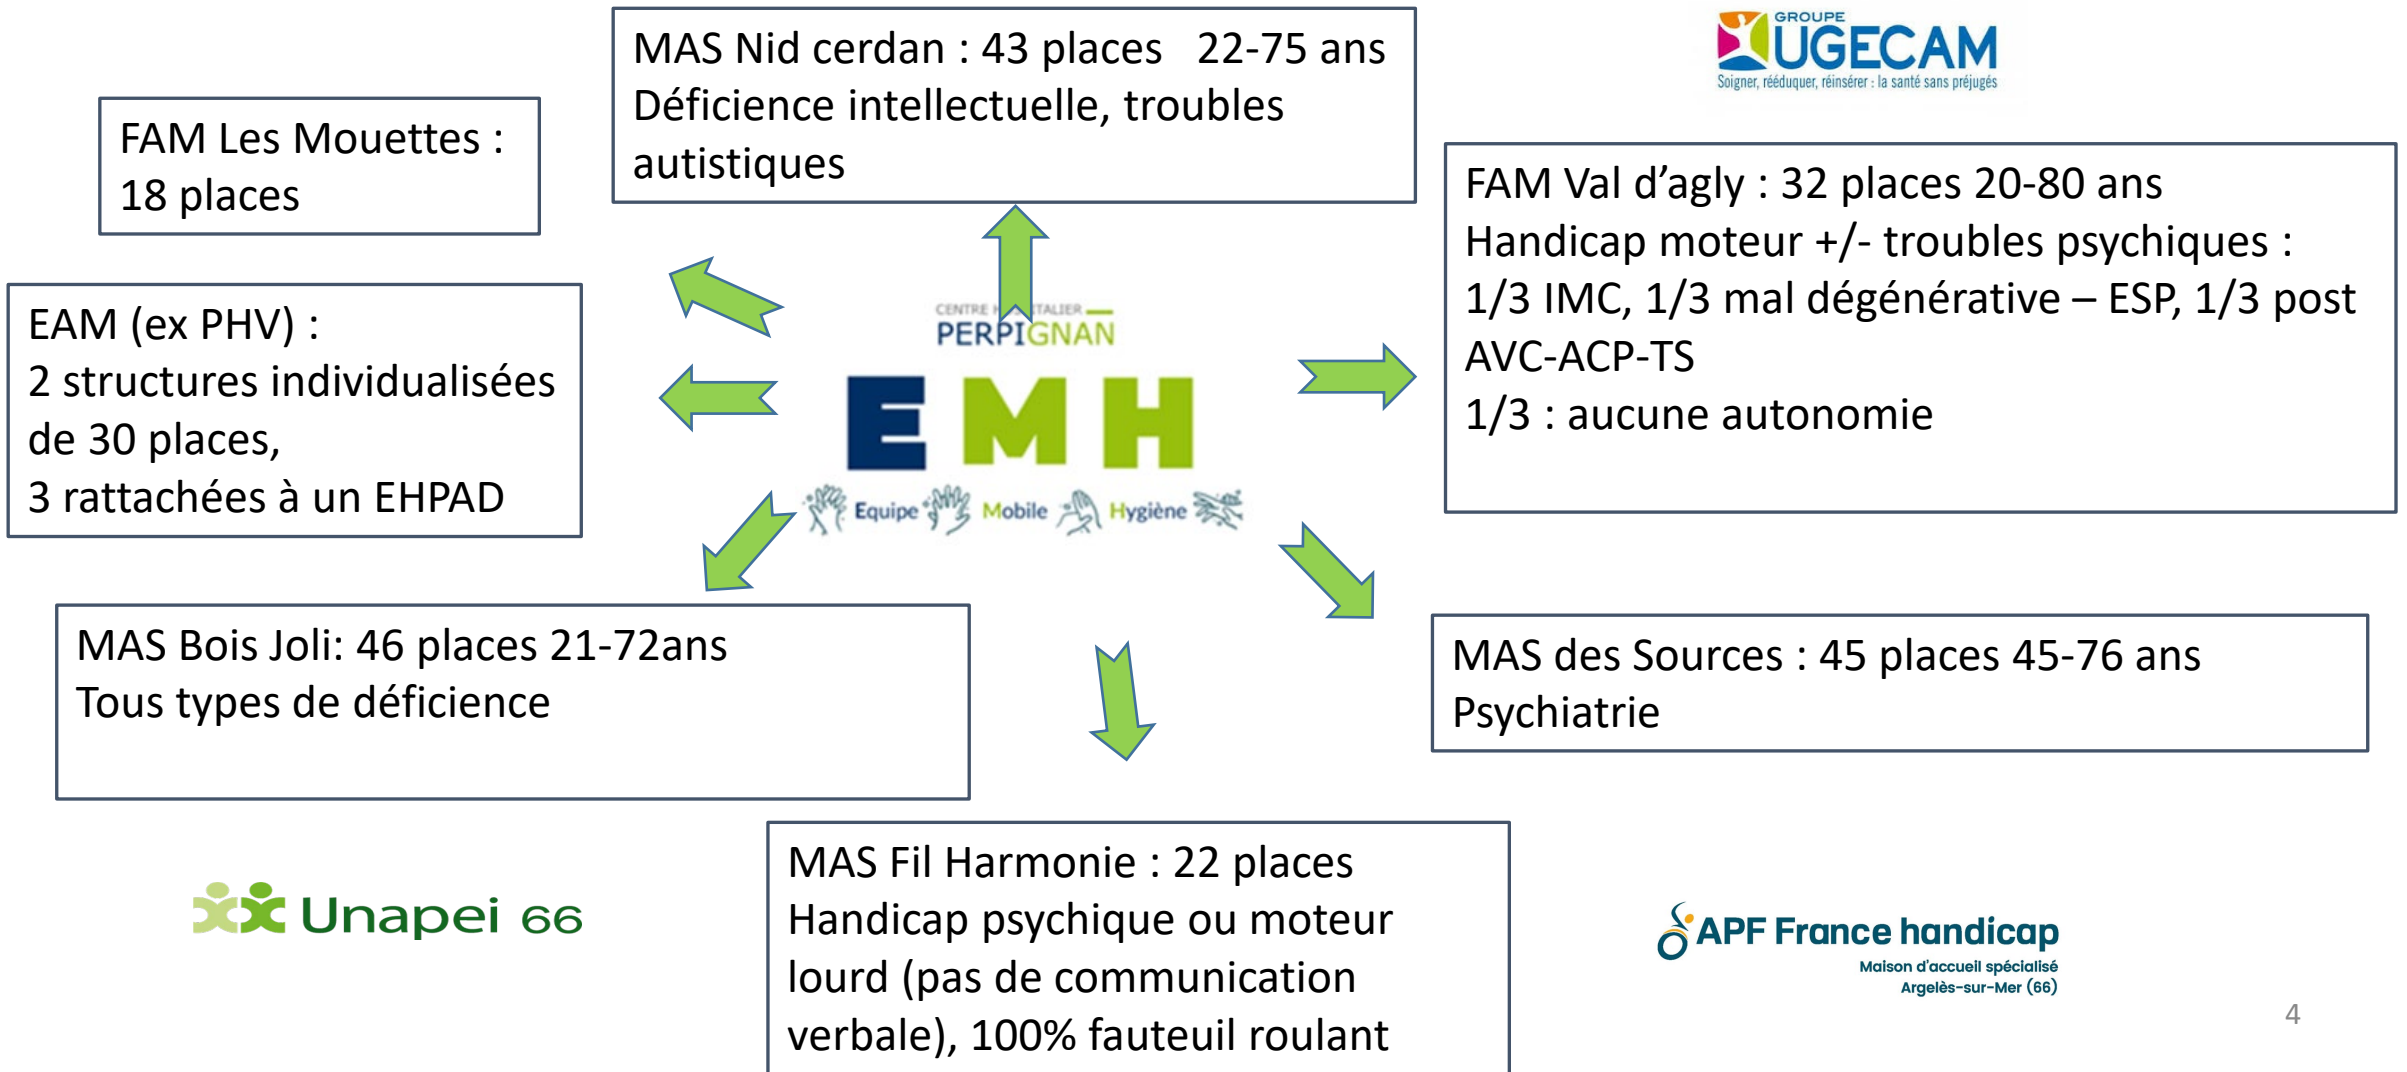 MAS Nid cerdan : 43 places 22-75 ans
Déficience intellectuelle, troubles
autistiques
GROUPE
UGECAM
Soigner, rééduquer, réinsérer : la santé sans préjugés
FAM Les Mouettes :
18 places
FAM Val d’agly : 32 places 20-80 ans
Handicap moteur +/- troubles psychiques :
1/3 IMC, 1/3 mal dégénérative – ESP, 1/3 post
AVC-ACP-TS
1/3 : aucune autonomie
EAM (ex PHV) :
2 structures individualisées
de 30 places,
3 rattachées à un EHPAD
CENTRE HOSPITALIER
PERPIGNAN
EMH
Equipe Mobile Hygiène
MAS Bois Joli: 46 places 21-72ans
Tous types de déficience
MAS des Sources : 45 places 45-76 ans
Psychiatrie
MAS Fil Harmonie : 22 places
Handicap psychique ou moteur
lourd (pas de communication
verbale), 100% fauteuil roulant
Unapei 66
APF France handicap
Maison d'accueil spécialisé
Argelès-sur-Mer (66)
4